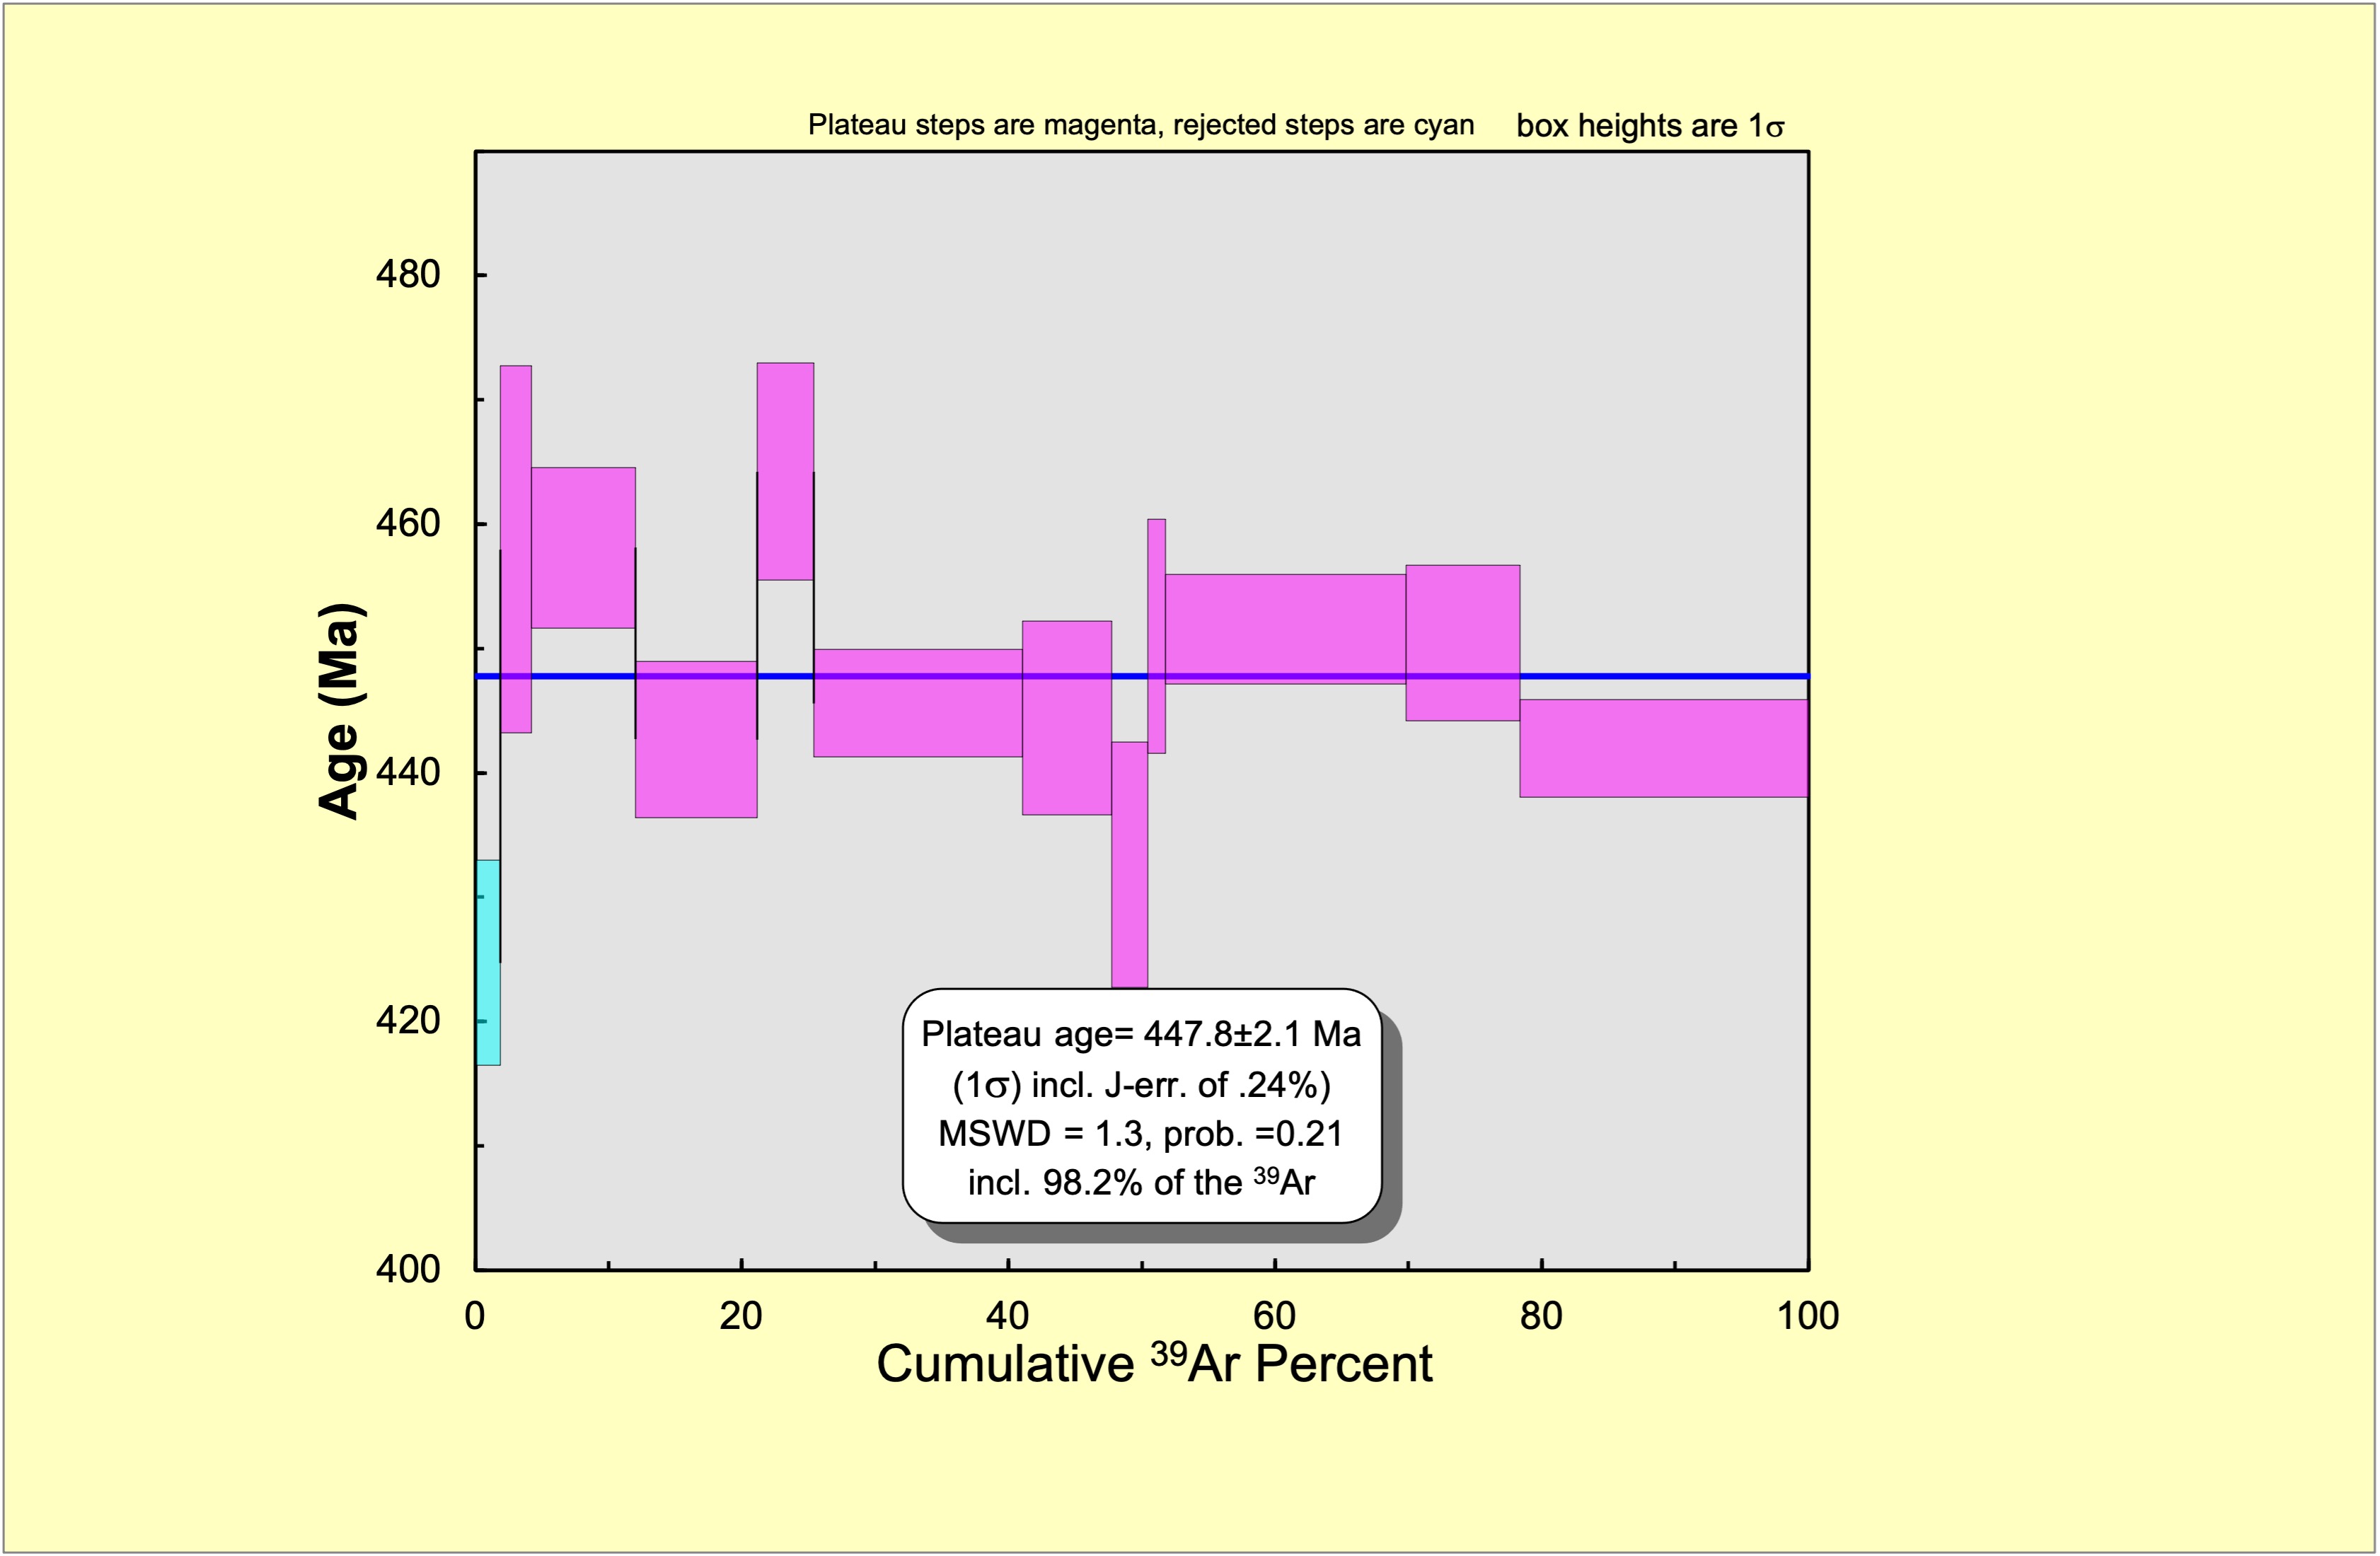 Plateau steps are magenta, rejected steps are cyan box heights are 1σ
480
460
440
420
400
Age (Ma)
Plateau age= 447.8±2.1 Ma
(1σ) incl. J-err. of .24%)
MSWD = 1.3, prob. =0.21
incl. 98.2% of the ³⁹Ar
0 20 40 60 80 100
Cumulative ³⁹Ar Percent